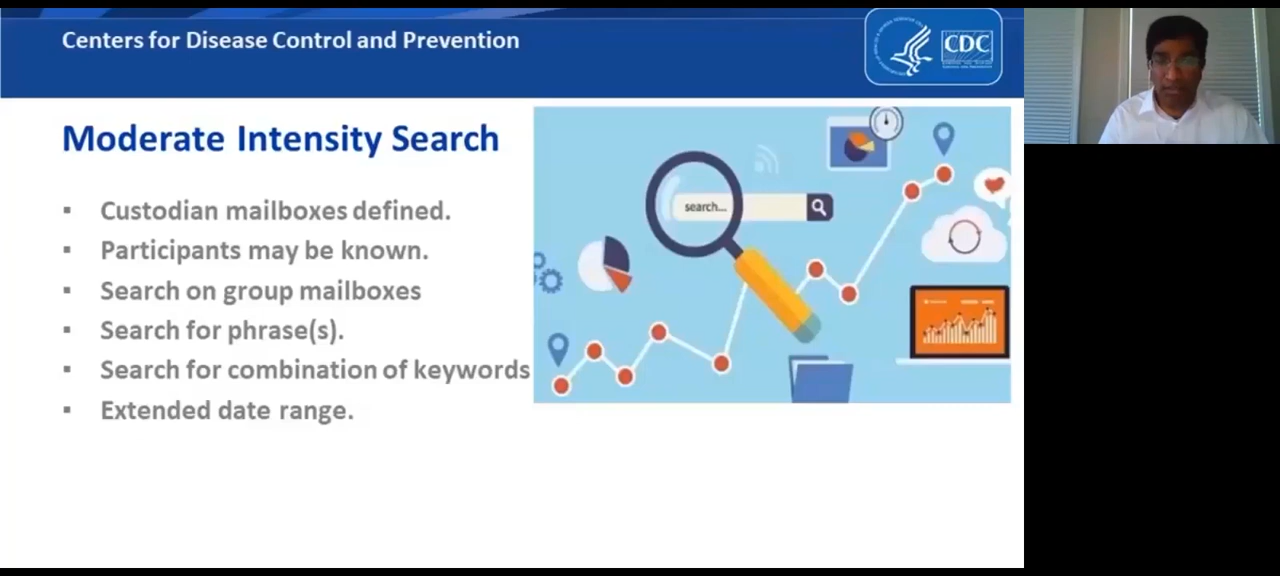 Centers for Disease Control and Prevention
CDC
Moderate Intensity Search
▪ Custodian mailboxes defined.
▪ Participants may be known.
▪ Search on group mailboxes
▪ Search for phrase(s).
▪ Search for combination of keywords
▪ Extended date range.
search...